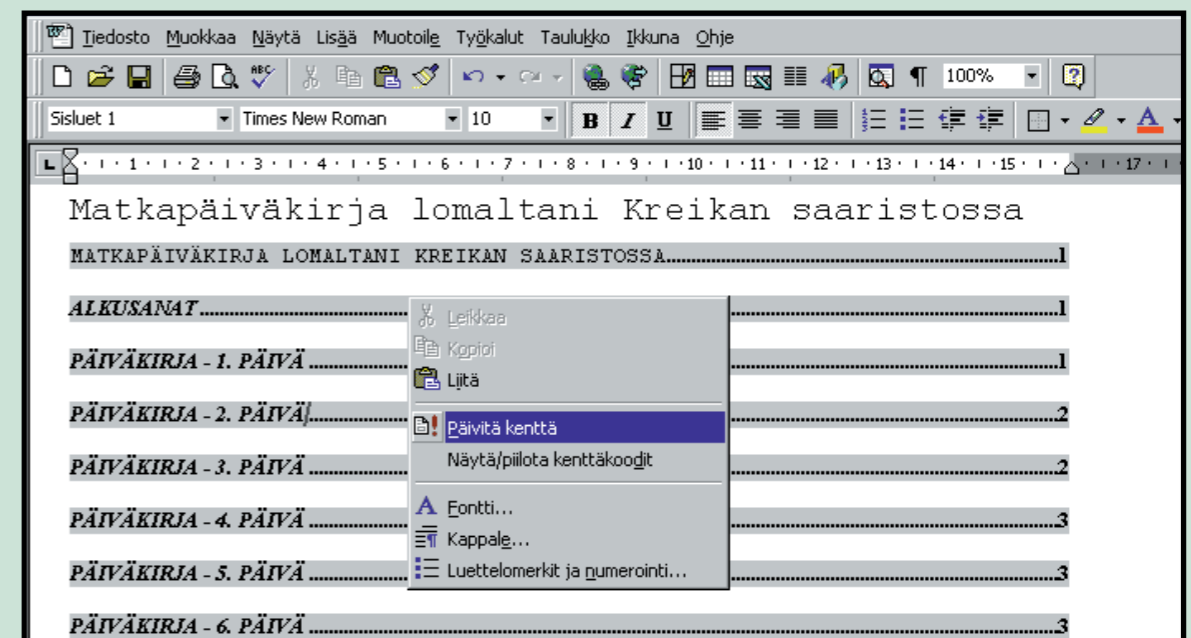 Tiedosto Muokkaa Näytä Lisää Muotoile Työkalut Taulukko Ikkuna Ohje
ABC 100%
Sisluet 1 Times New Roman 10 B I U A
L 1 2 3 4 5 6 7 8 9 10 11 12 13 14 15 17
Matkapäiväkirja lomaltani Kreikan saaristossa
MATKAPÄIVÄKIRJA LOMALTANI KREIKAN SAARISTOSSA.....1
ALKUSANAT.....1
PÄIVÄKIRJA - 1. PÄIVÄ.....1
PÄIVÄKIRJA - 2. PÄIVÄ.....2
PÄIVÄKIRJA - 3. PÄIVÄ.....2
PÄIVÄKIRJA - 4. PÄIVÄ.....3
PÄIVÄKIRJA - 5. PÄIVÄ.....3
PÄIVÄKIRJA - 6. PÄIVÄ.....3
Leikkaa
Kopioi
Liitä
Päivitä kenttä
Näytä/piilota kenttäkoodit
Fontti...
Kappale...
Luettelomerkit ja numerointi...